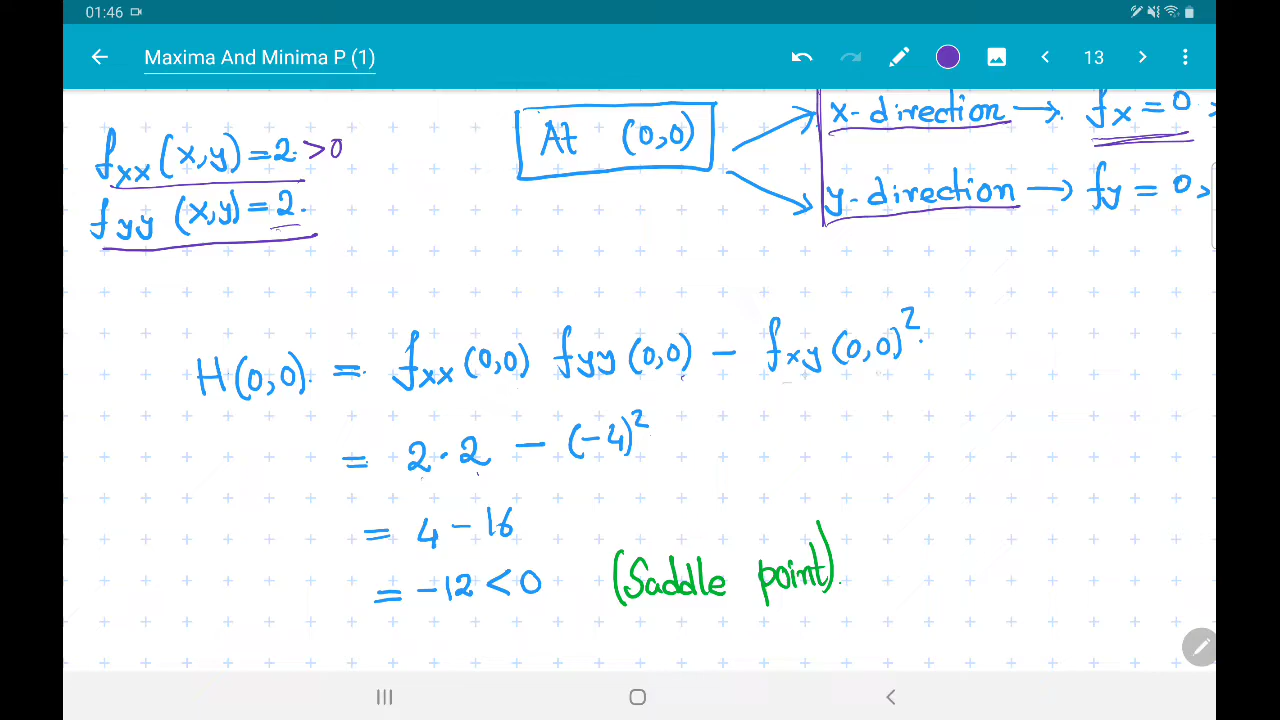 01:46
Maxima And Minima P (1)
13
fxx (x,y) = 2. >0
fyy (x,y) = 2.
At (0,0)
x-direction → fx = 0
y-direction → fy = 0
H(0,0) = fxx (0,0) fyy (0,0) − fxy (0,0)².
= 2 · 2 − (−4)²
= 4 − 16
= −12 < 0 (Saddle point).